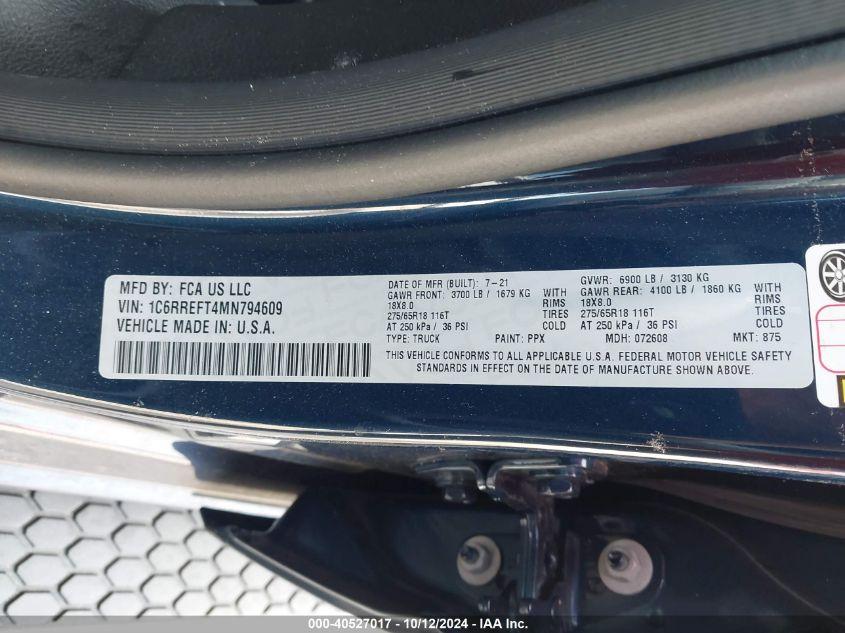 MFD BY: FCA US LLC
VIN: 1C6RREFT4MN794609
VEHICLE MADE IN: U.S.A.
DATE OF MFR (BUILT): 7-21 GVWR: 6900 LB / 3130 KG
GAWR FRONT: 3700 LB / 1679 KG WITH GAWR REAR: 4100 LB / 1860 KG WITH
18X8.0 RIMS 18X8.0 RIMS
275/65R18 116T TIRES 275/65R18 116T TIRES
AT 250 kPa / 36 PSI COLD AT 250 kPa / 36 PSI COLD
TYPE: TRUCK PAINT: PPX MDH: 072608 MKT: 875
THIS VEHICLE CONFORMS TO ALL APPLICABLE U.S.A. FEDERAL MOTOR VEHICLE SAFETY
STANDARDS IN EFFECT ON THE DATE OF MANUFACTURE SHOWN ABOVE.
000-40527017 - 10/12/2024 - IAA Inc.